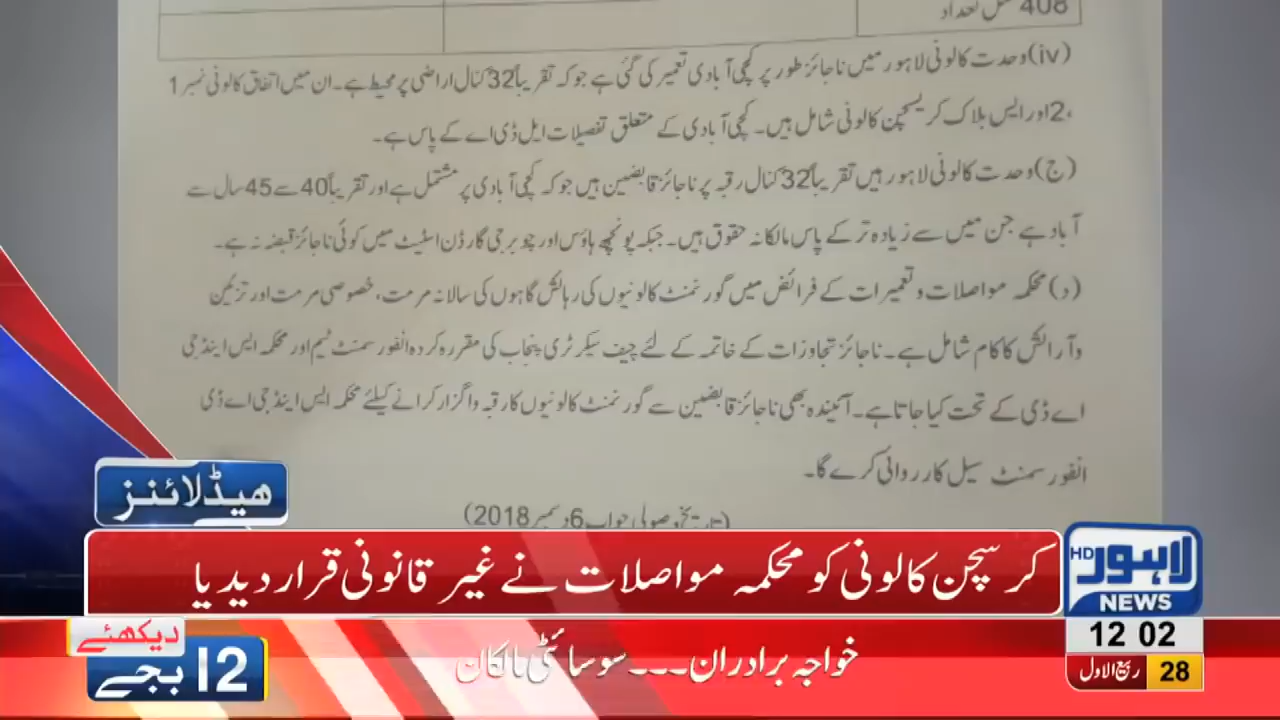 408 تعداد
(iv) وحدت کالونی لاہور میں ناجائز طور پر کچی آبادی تعمیر کی گئی ہے جو کہ تقریباً 32 کنال اراضی پر محیط ہے۔ ان میں اتفاق کالونی نمبر 1
،2 اور ایس بلاک کریسچن کالونی شامل ہیں۔ کچی آبادی کے متعلق تفصیلات ایل ڈی اے کے پاس ہے۔
(ج) وحدت کالونی لاہور میں تقریباً 32 کنال رقبہ پر ناجائز قابضین ہیں جو کہ کچی آبادی پر مشتمل ہے اور تقریباً 40 سے 45 سال سے
آباد ہے جن میں سے زیادہ تر کے پاس مالکانہ حقوق ہیں۔ جبکہ پونچھ ہاؤس اور چوبرجی گارڈن اسٹیٹ میں کوئی ناجائز قبضہ نہ ہے۔
(د) محکمہ مواصلات و تعمیرات کے فرائض میں گورنمنٹ کالونیوں کی رہائش گاہوں کی سالانہ مرمت، خصوصی مرمت اور تزئین
و آرائش کا کام شامل ہے۔ ناجائز تجاوزات کے خاتمہ کے لئے چیف سیکرٹری پنجاب کی مقررہ کردہ انفورسمنٹ ٹیم اور محکمہ ایس اینڈ جی
اے ڈی کے تحت کیا جاتا ہے۔ آئیندہ بھی ناجائز قابضین سے گورنمنٹ کالونیوں کا رقبہ واگزار کرانے کیلئے محکمہ ایس اینڈ جی اے ڈی
انفورسمنٹ سیل کارروائی کرے گا۔
(تاریخ وصولی جواب 6 دسمبر 2018)
ہیڈلائنز
کرسچن کالونی کو محکمہ مواصلات نے غیر قانونی قرار دیدیا
HD لاہور
NEWS
12 02
28 ربیع الاول
دیکھئے
12 بجے
خواجہ برادران۔۔۔سوسائٹی مالکان